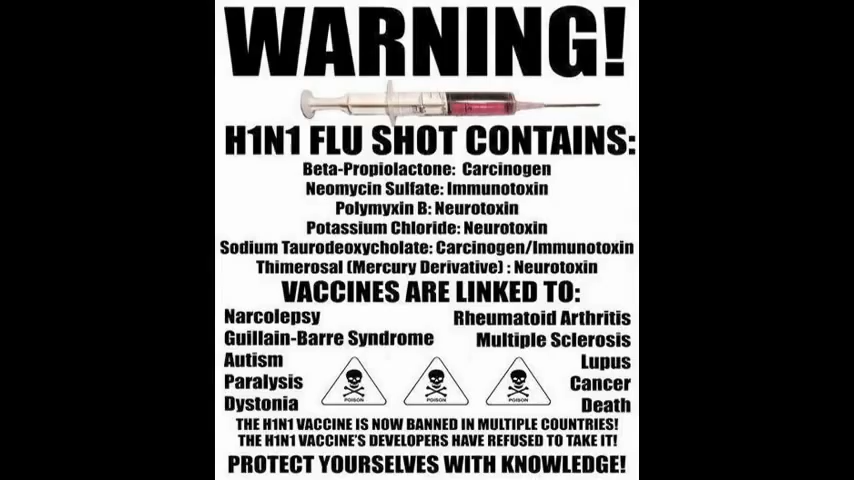 WARNING!
H1N1 FLU SHOT CONTAINS:
Beta-Propiolactone: Carcinogen
Neomycin Sulfate: Immunotoxin
Polymyxin B: Neurotoxin
Potassium Chloride: Neurotoxin
Sodium Taurodeoxycholate: Carcinogen/Immunotoxin
Thimerosal (Mercury Derivative) : Neurotoxin
VACCINES ARE LINKED TO:
Narcolepsy
Guillain-Barre Syndrome
Autism
Paralysis
Dystonia
Rheumatoid Arthritis
Multiple Sclerosis
Lupus
Cancer
Death
POISON
POISON
POISON
THE H1N1 VACCINE IS NOW BANNED IN MULTIPLE COUNTRIES!
THE H1N1 VACCINE'S DEVELOPERS HAVE REFUSED TO TAKE IT!
PROTECT YOURSELVES WITH KNOWLEDGE!